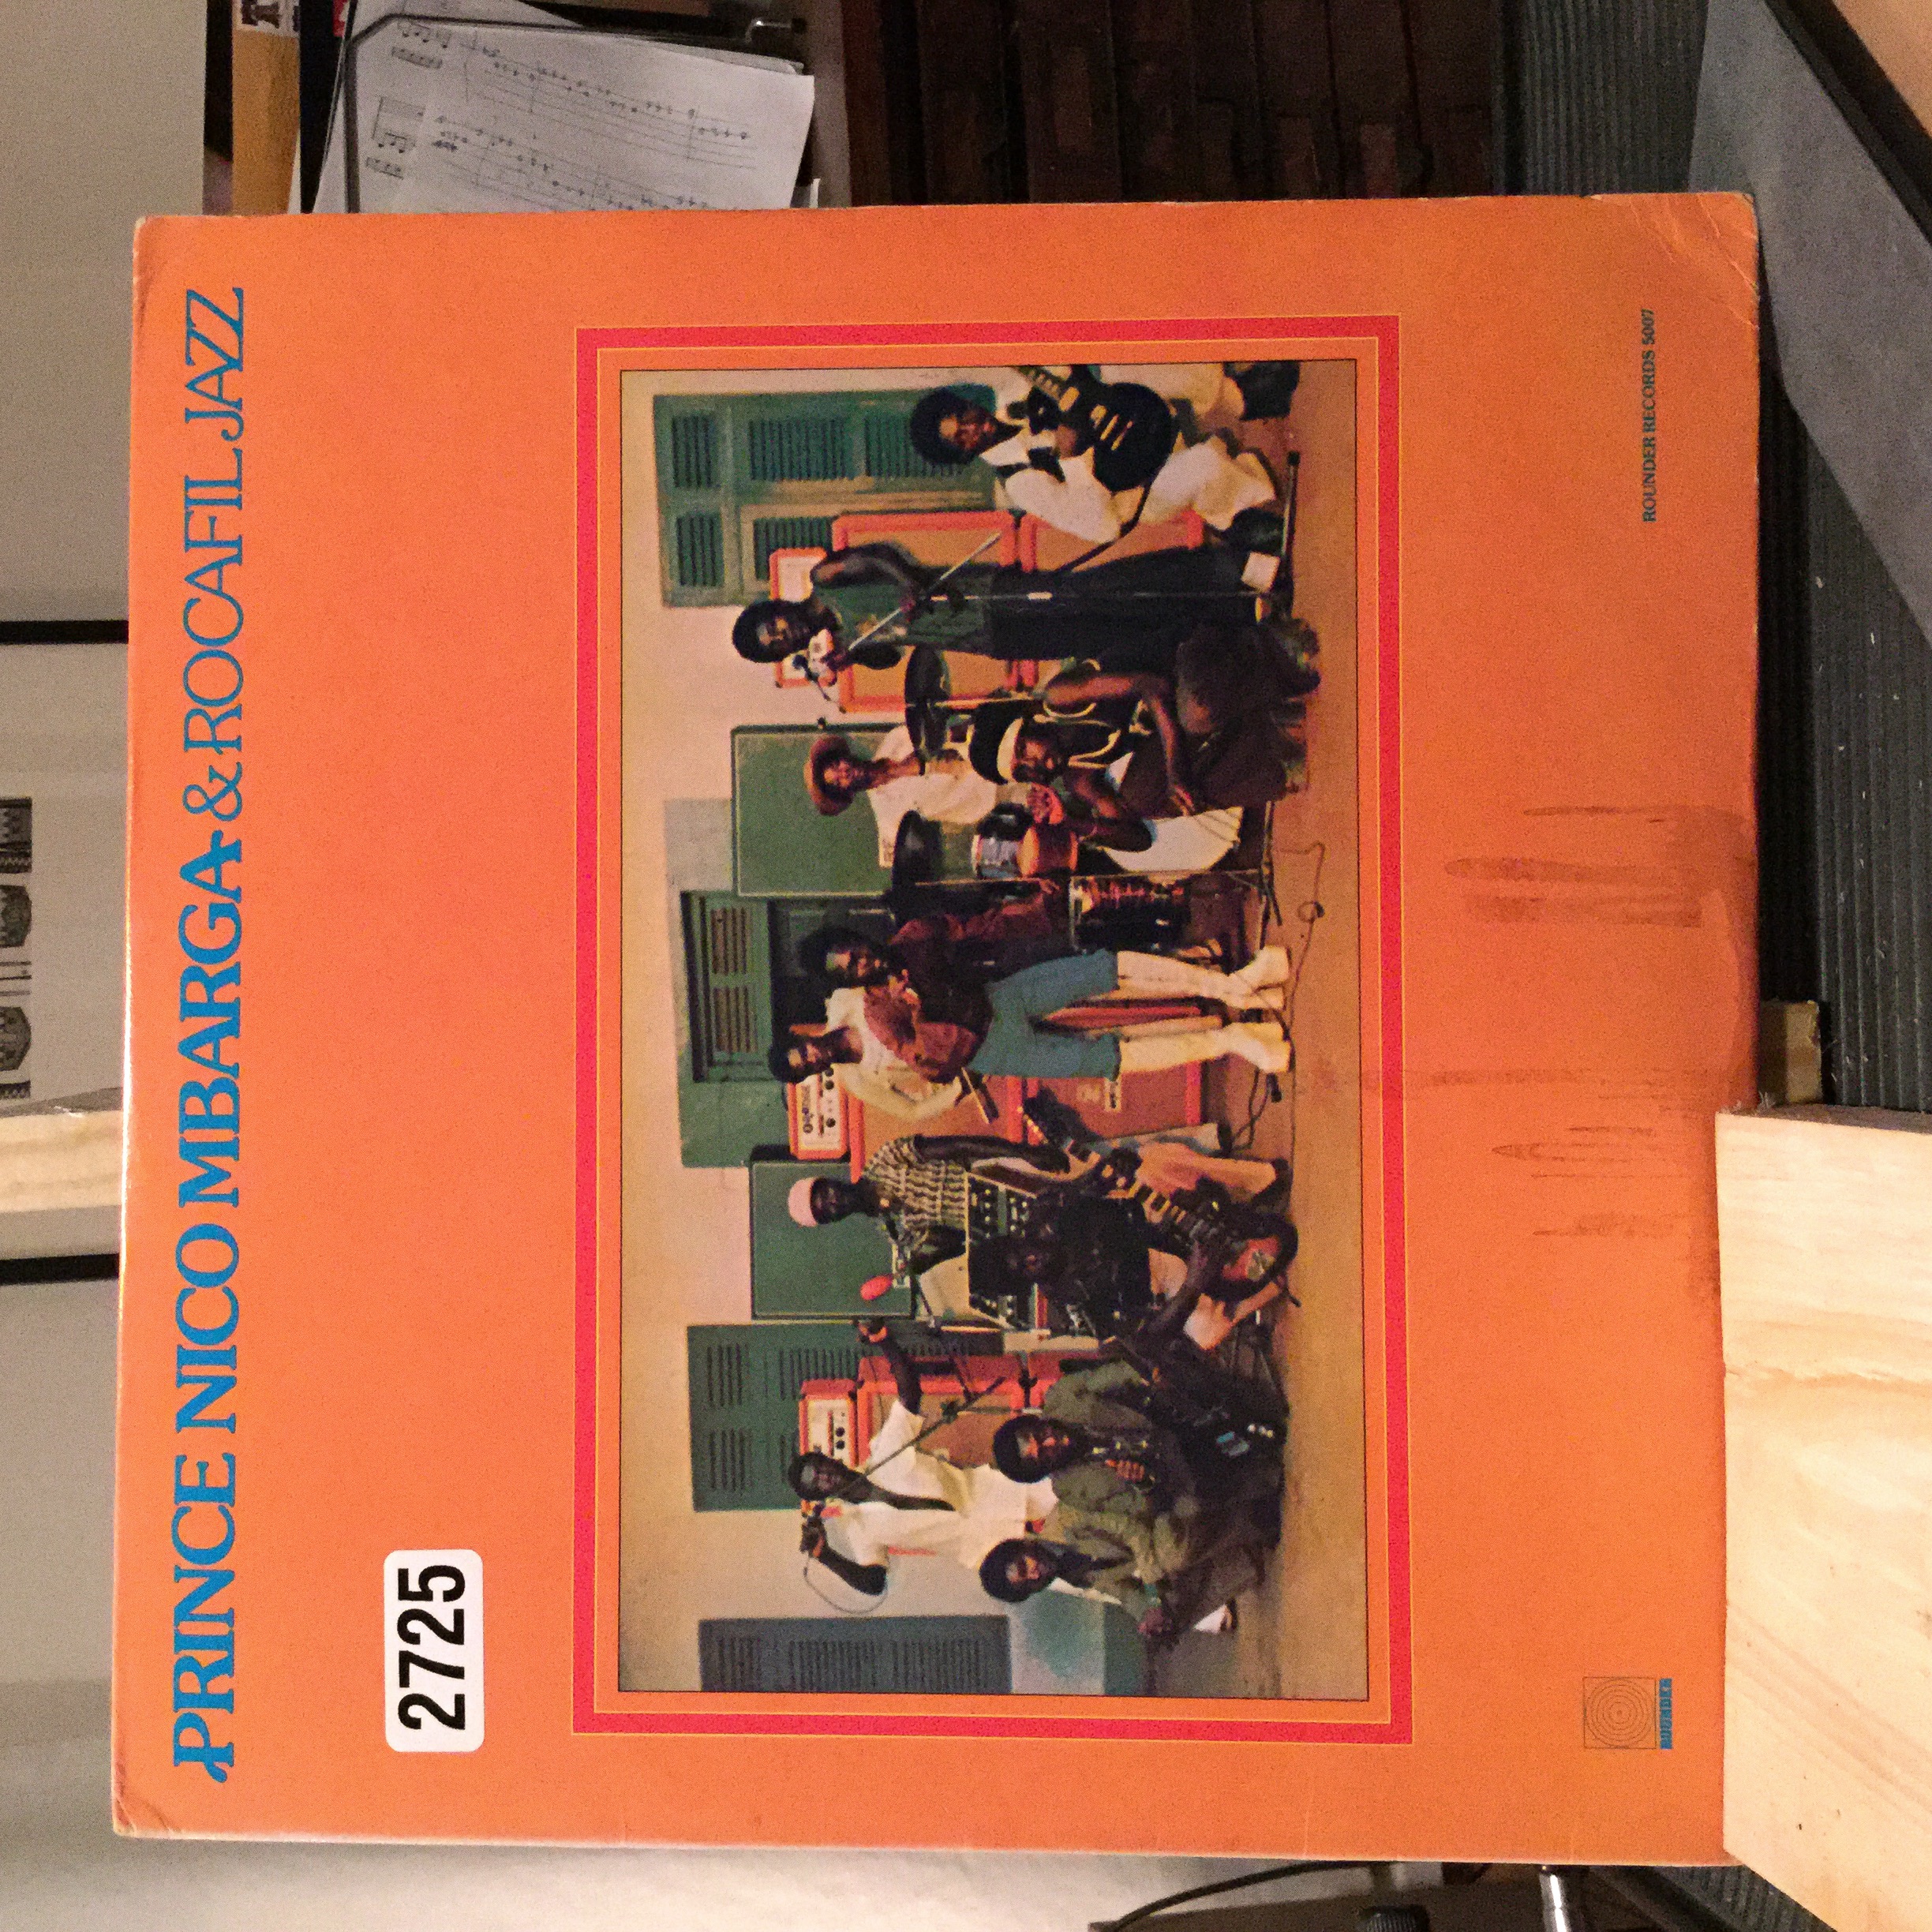 PRINCE NICO MBARGA & ROCAFIL JAZZ
2725
ROUNDER
ROUNDER RECORDS 5007